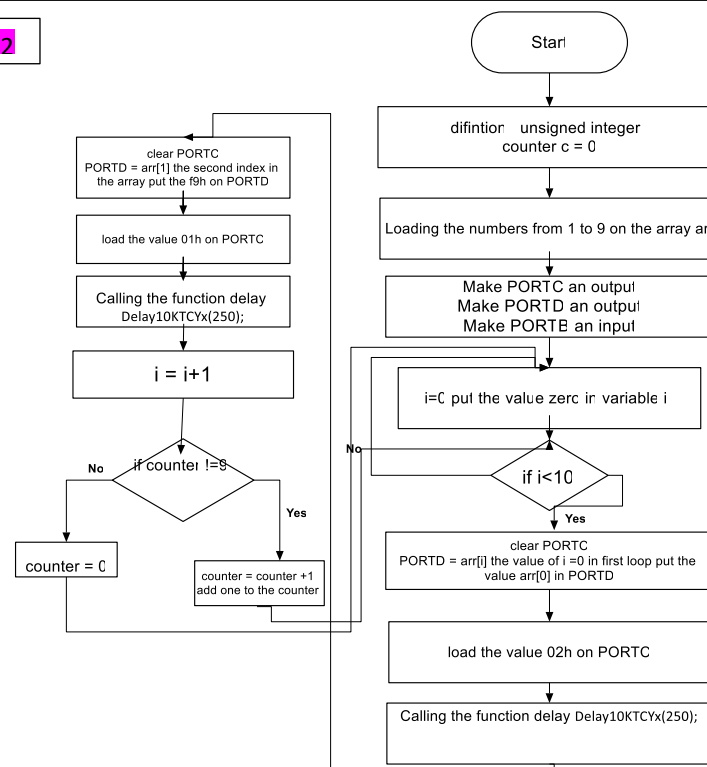 2
Start
difintion unsigned integer
counter c = 0
Loading the numbers from 1 to 9 on the array ar
Make PORTC an output
Make PORTD an output
Make PORTB an input
i=0 put the value zero in variable i
if i<10
No
Yes
clear PORTC
PORTD = arr[i] the value of i =0 in first loop put the
value arr[0] in PORTD
load the value 02h on PORTC
Calling the function delay Delay10KTCYx(250);
clear PORTC
PORTD = arr[1] the second index in
the array put the f9h on PORTD
load the value 01h on PORTC
Calling the function delay
Delay10KTCYx(250);
i = i+1
if counter !=9
No
Yes
counter = 0
counter = counter +1
add one to the counter